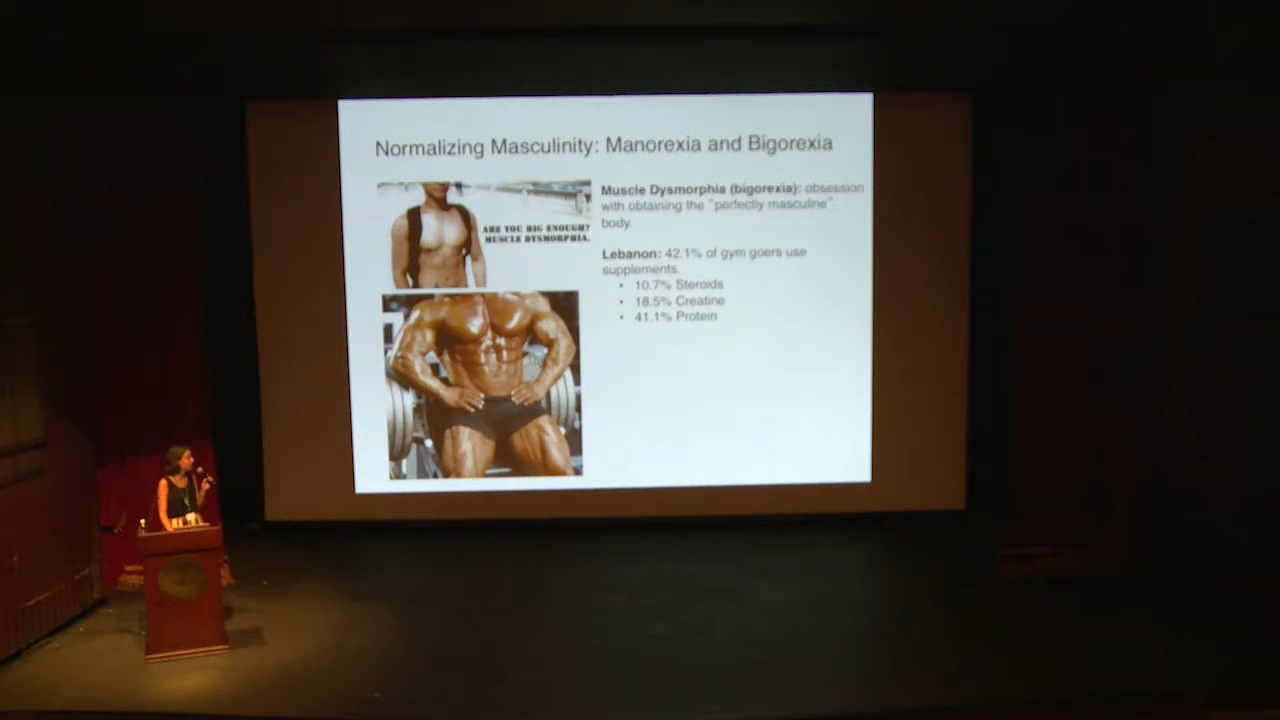 Normalizing Masculinity: Manorexia and Bigorexia
ARE YOU BIG ENOUGH?
MUSCLE DYSMORPHIA.
Muscle Dysmorphia (bigorexia): obsession
with obtaining the "perfectly masculine"
body.
Lebanon: 42.1% of gym goers use
supplements.
• 10.7% Steroids
• 18.5% Creatine
• 41.1% Protein